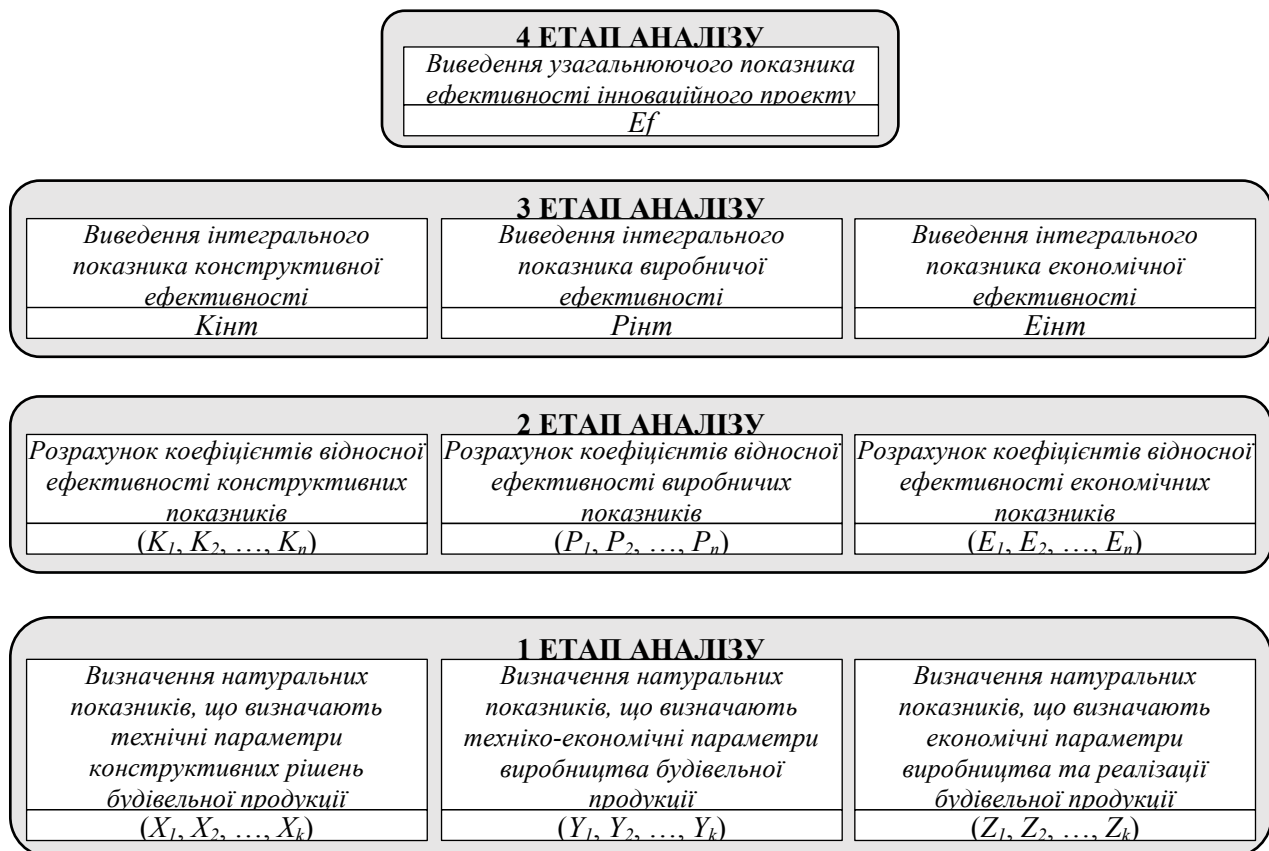 4 ЕТАП АНАЛІЗУ
Виведення узагальнюючого показника
ефективності інноваційного проекту
Ef
3 ЕТАП АНАЛІЗУ
Виведення інтегрального
показника конструктивної
ефективності
Kінт
Виведення інтегрального
показника виробничої
ефективності
Pінт
Виведення інтегрального
показника економічної
ефективності
Eінт
2 ЕТАП АНАЛІЗУ
Розрахунок коефіцієнтів відносної
ефективності конструктивних
показників
(K1, K2, …, Kn)
Розрахунок коефіцієнтів відносної
ефективності виробничих
показників
(P1, P2, …, Pn)
Розрахунок коефіцієнтів відносної
ефективності економічних
показників
(E1, E2, …, En)
1 ЕТАП АНАЛІЗУ
Визначення натуральних
показників, що визначають
технічні параметри
конструктивних рішень
будівельної продукції
(X1, X2, …, Xk)
Визначення натуральних
показників, що визначають
техніко-економічні параметри
виробництва будівельної
продукції
(Y1, Y2, …, Yk)
Визначення натуральних
показників, що визначають
економічні параметри
виробництва та реалізації
будівельної продукції
(Z1, Z2, …, Zk)